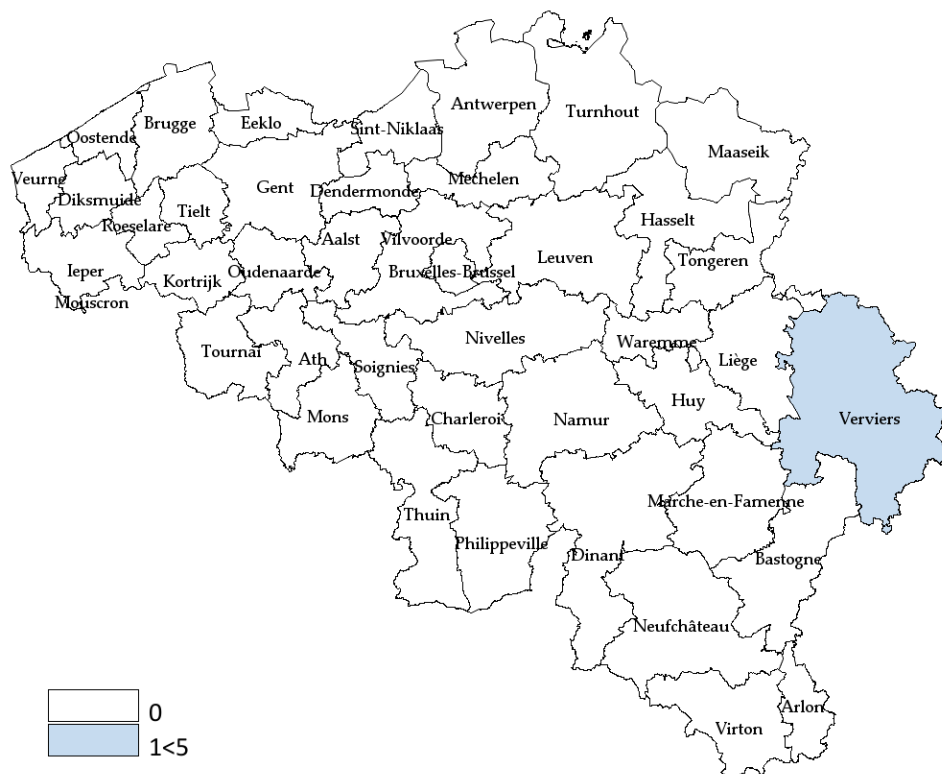 Antwerpen
Turnhout
Brugge
Eeklo
Sint-Niklaas
Oostende
Maaseik
Veurne
Gent
Dendermonde
Mechelen
Diksmuide
Tielt
Roeselare
Hasselt
Aalst
Vilvoorde
Leuven
Tongeren
Ieper
Kortrijk
Oudenaarde
Bruxelles-Brussel
Mouscron
Nivelles
Waremme
Tournai
Ath
Soignies
Liège
Huy
Mons
Charleroi
Namur
Verviers
Marche-en-Famenne
Thuin
Philippeville
Dinant
Bastogne
Neufchâteau
Arlon
Virton
0
1<5